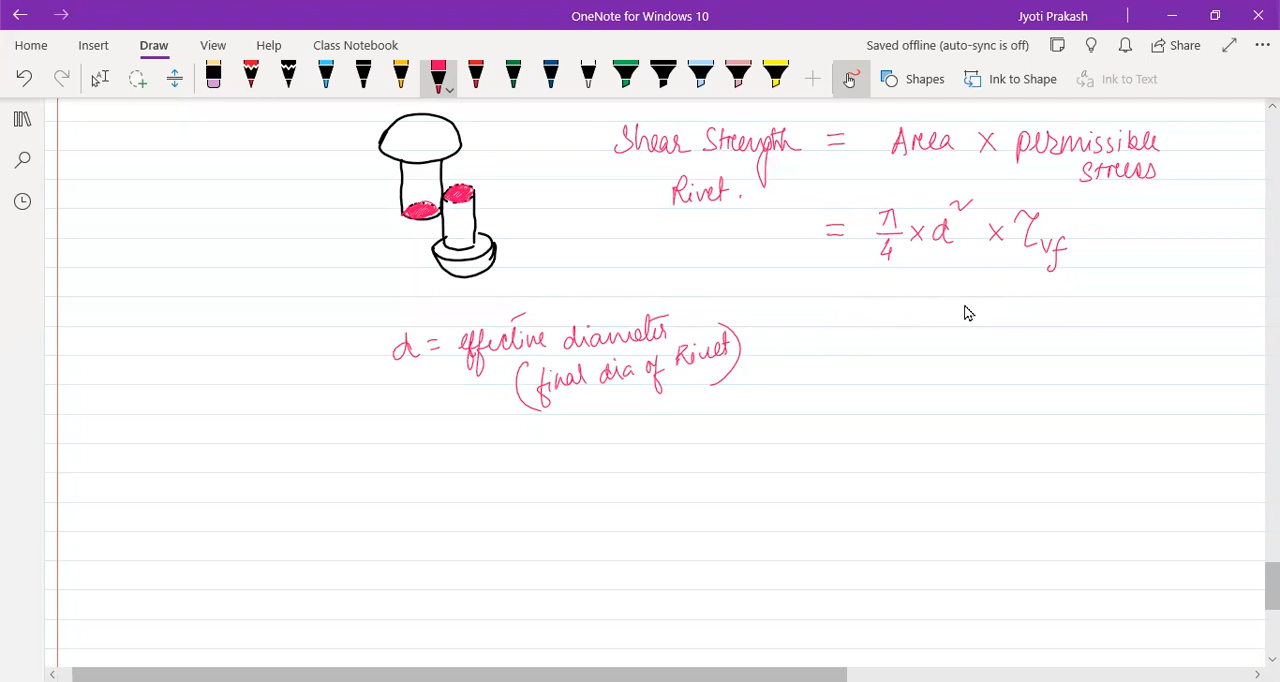 OneNote for Windows 10
Jyoti Prakash
Home Insert Draw View Help Class Notebook
Saved offline (auto-sync is off) Share
Shapes Ink to Shape Ink to Text
Shear Strength = Area × permissible
stress
Rivet.
= π/4 × d² × τvf
d = effective diameter
(final dia of Rivet)